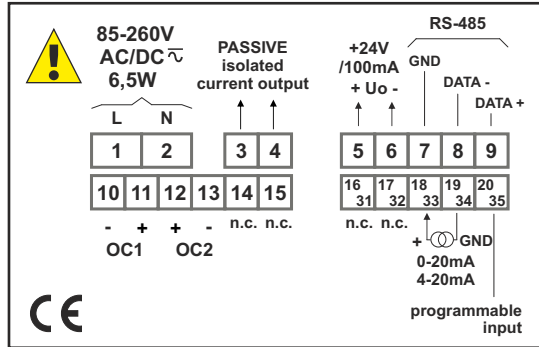 85-260V
AC/DC
6,5W
L N
PASSIVE
isolated
current output
+24V
/100mA
+ Uo -
RS-485
GND
DATA -
DATA +
1 2 3 4 5 6 7 8 9
10 11 12 13 14 15
16 17 18 19 20
31 32 33 34 35
- + + -
OC1 OC2
n.c. n.c.
n.c. n.c.
+ GND
0-20mA
4-20mA
programmable
input
CE